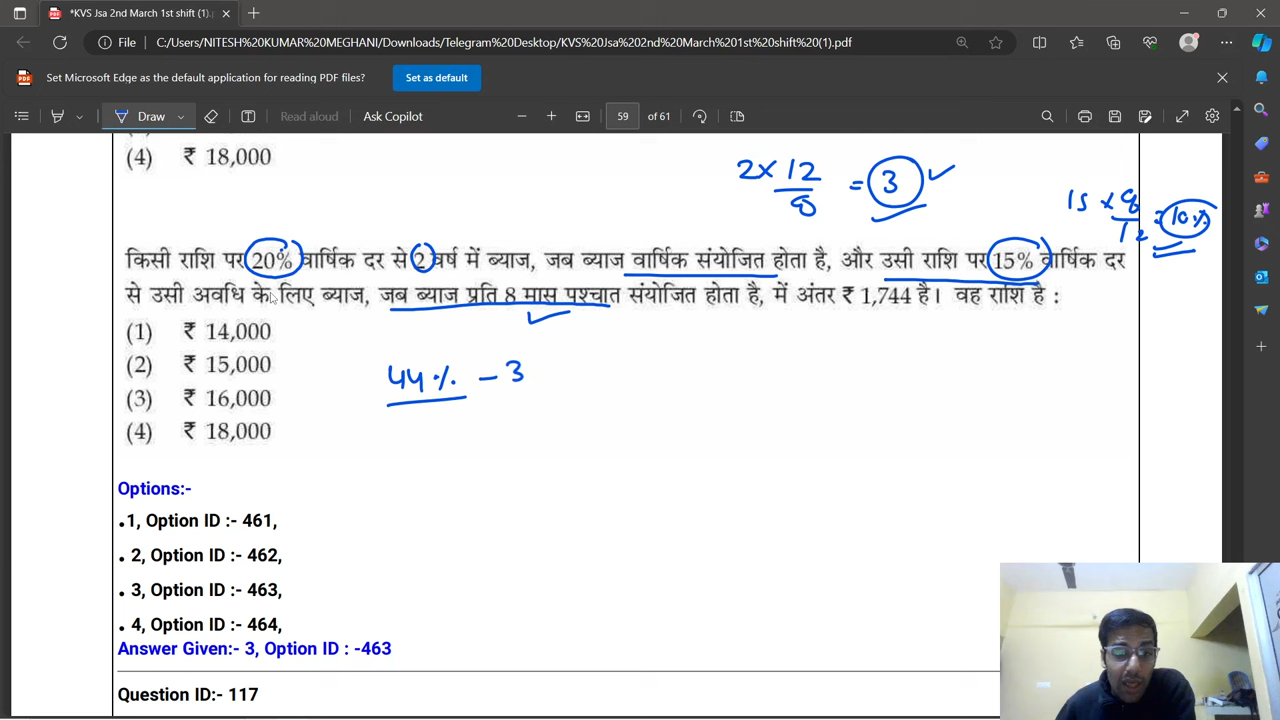 *KVS Jsa 2nd March 1st shift (1).p
File C:/Users/NITESH%20KUMAR%20MEGHANI/Downloads/Telegram%20Desktop/KVS%20Jsa%202nd%20March%201st%20shift%20(1).pdf
Set Microsoft Edge as the default application for reading PDF files? Set as default
Draw Read aloud Ask Copilot 59 of 61
(4) ₹ 18,000
2 × 12 / 8 = 3
15 × 8 / 12 = 10%
किसी राशि पर 20% वार्षिक दर से 2 वर्ष में ब्याज, जब ब्याज वार्षिक संयोजित होता है, और उसी राशि पर 15% वार्षिक दर
से उसी अवधि के लिए ब्याज, जब ब्याज प्रति 8 मास पश्चात संयोजित होता है, में अंतर ₹ 1,744 है। वह राशि है :
(1) ₹ 14,000
(2) ₹ 15,000
(3) ₹ 16,000
(4) ₹ 18,000
44% – 3
Options:-
.1, Option ID :- 461,
. 2, Option ID :- 462,
. 3, Option ID :- 463,
. 4, Option ID :- 464,
Answer Given:- 3, Option ID : -463
Question ID:- 117